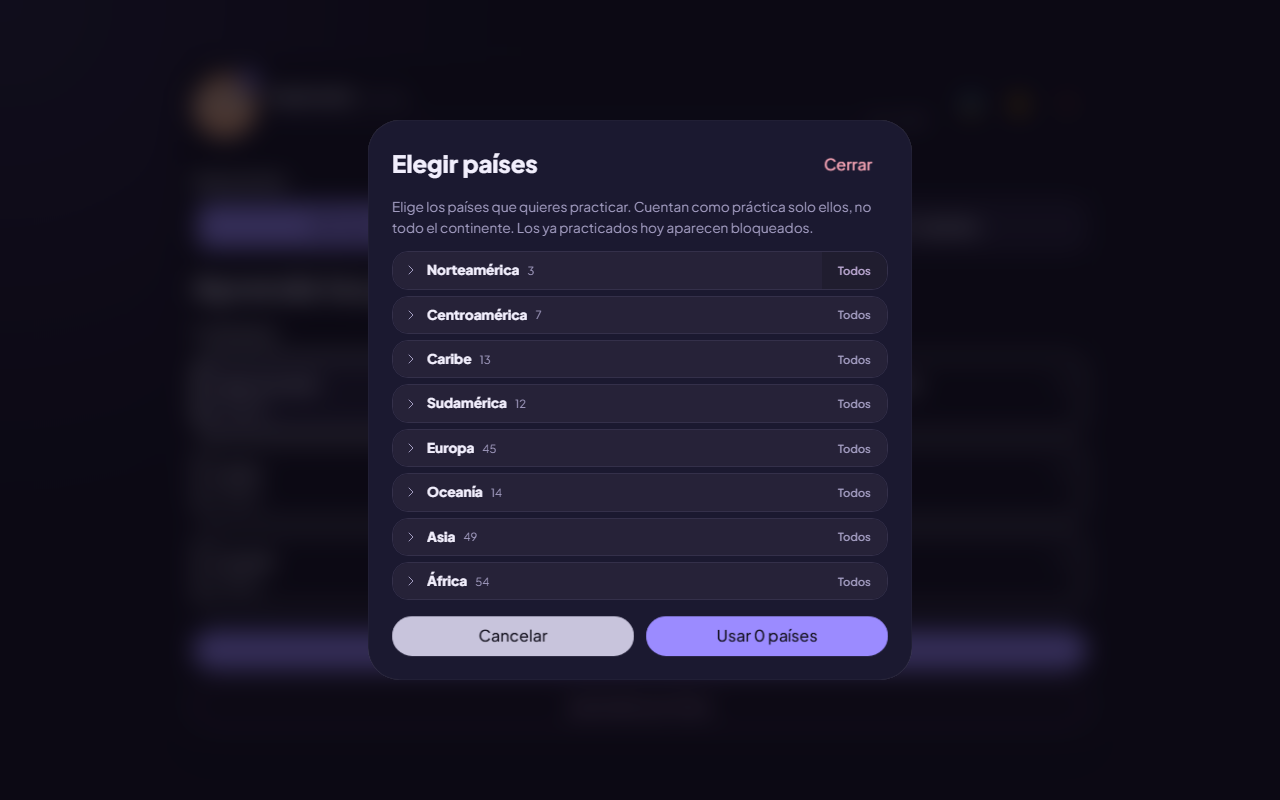 Elegir países
Cerrar
Elige los países que quieres practicar. Cuentan como práctica solo ellos, no
todo el continente. Los ya practicados hoy aparecen bloqueados.
Norteamérica 3 Todos
Centroamérica 7 Todos
Caribe 13 Todos
Sudamérica 12 Todos
Europa 45 Todos
Oceanía 14 Todos
Asia 49 Todos
África 54 Todos
Cancelar
Usar 0 países